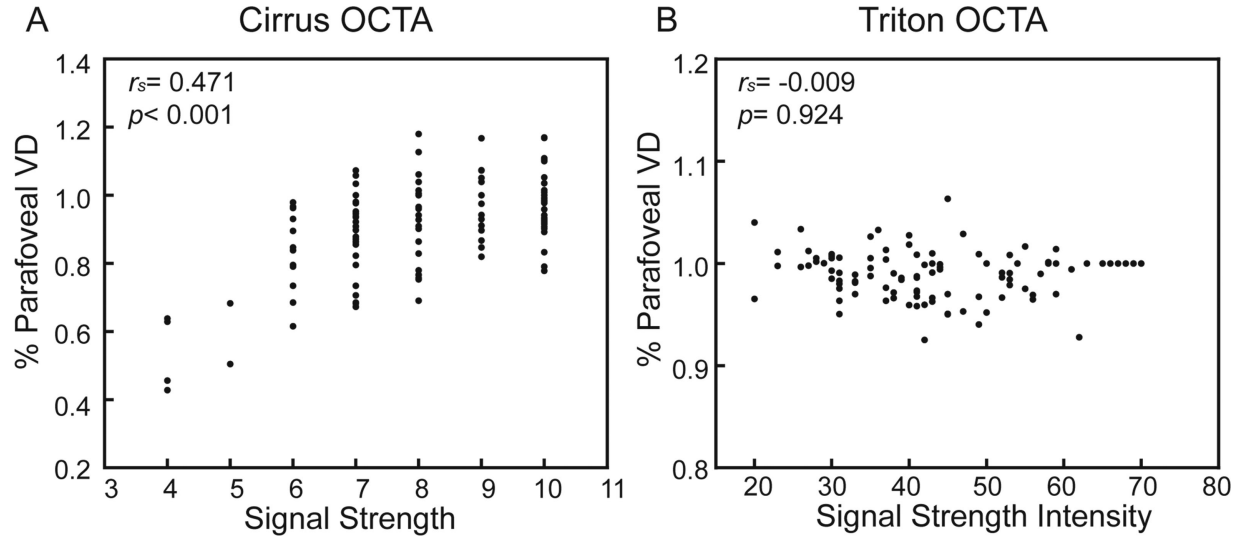 A
Cirrus OCTA
rs= 0.471
p< 0.001
% Parafoveal VD
1.4
1.2
1.0
0.8
0.6
0.4
0.2
3 4 5 6 7 8 9 10 11
Signal Strength
B
Triton OCTA
rs= -0.009
p= 0.924
% Parafoveal VD
1.2
1.1
1.0
0.9
0.8
20 30 40 50 60 70 80
Signal Strength Intensity